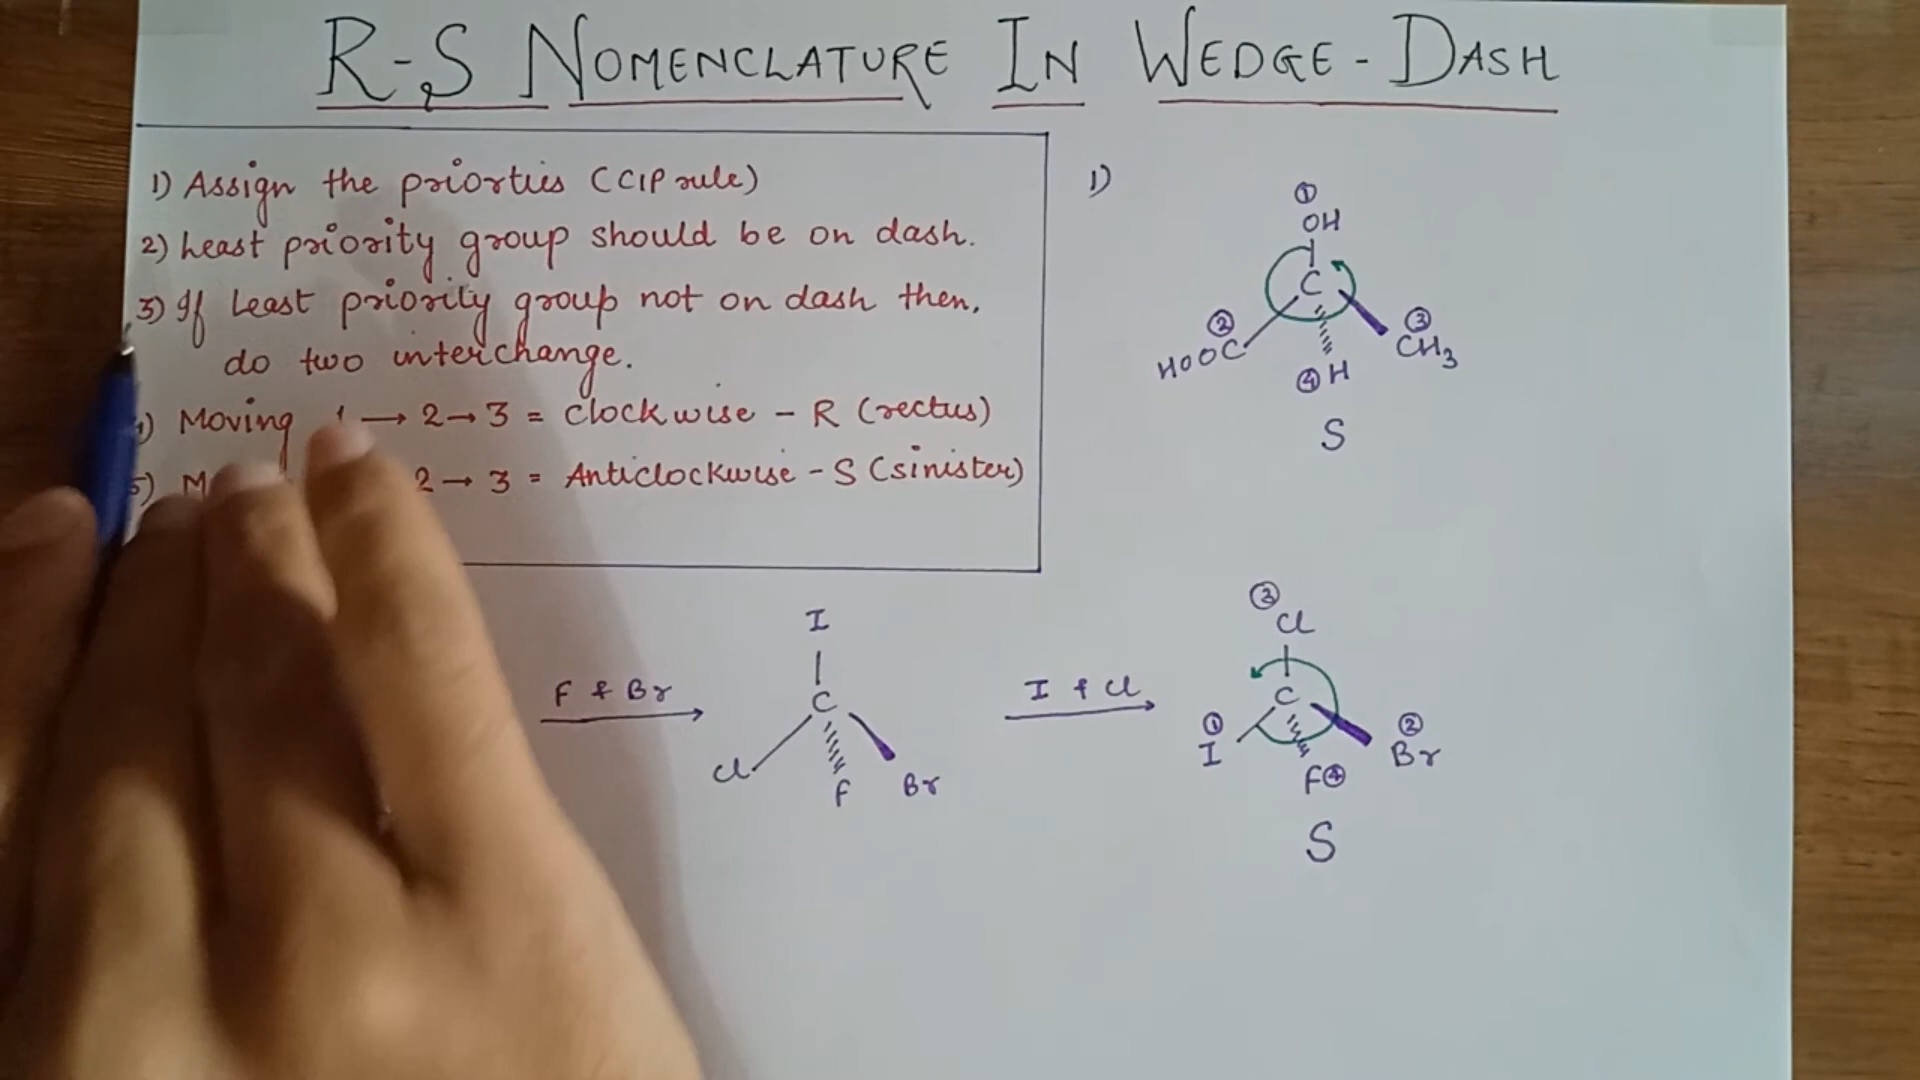 R-S NOMENCLATURE IN WEDGE-DASH
1) Assign the priorties (CIP rule)
2) Least priority group should be on dash.
3) If Least priority group not on dash then,
do two interchange.
) Moving 1 → 2 → 3 = clockwise - R (rectus)
5) M 2 → 3 = Anticlockwise - S (sinister)
1)
①
OH
C
②
HOOC
③
CH3
④ H
S
F & Br
I
C
Cl
F
Br
I & Cl
③
Cl
C
①
I
②
Br
F④
S